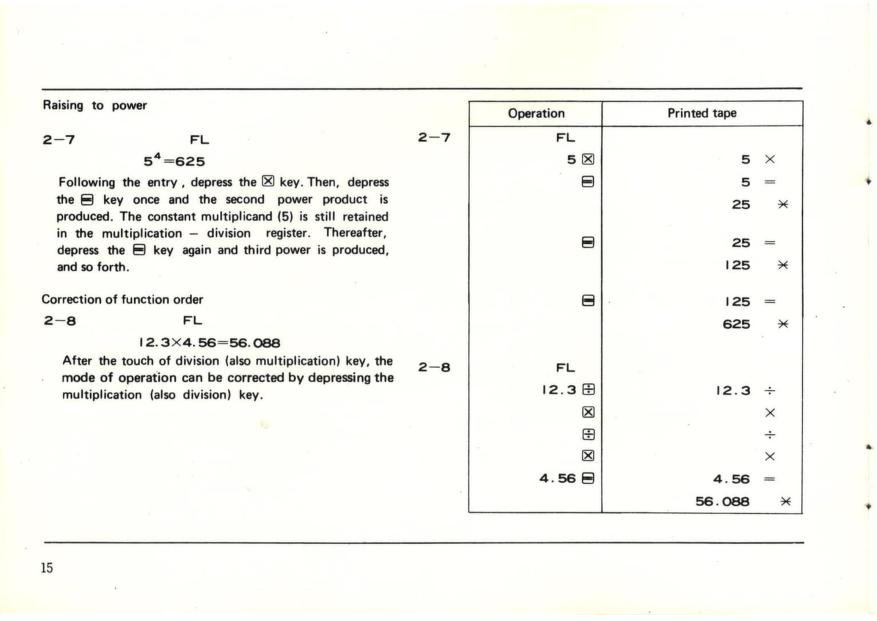 Raising to power
2-7 FL
5⁴=625
Following the entry , depress the ☒ key. Then, depress
the ⊟ key once and the second power product is
produced. The constant multiplicand (5) is still retained
in the multiplication – division register. Thereafter,
depress the ⊟ key again and third power is produced,
and so forth.
Correction of function order
2-8 FL
12.3×4.56=56.088
After the touch of division (also multiplication) key, the
mode of operation can be corrected by depressing the
multiplication (also division) key.
Operation Printed tape
2-7 FL
5 ☒ 5 ×
⊟ 5 =
25 ⚹
⊟ 25 =
125 ⚹
⊟ 125 =
625 ⚹
2-8 FL
12.3 ⊞ 12.3 ÷
☒ ×
⊞ ÷
☒ ×
4.56 ⊟ 4.56 =
56.088 ⚹
15